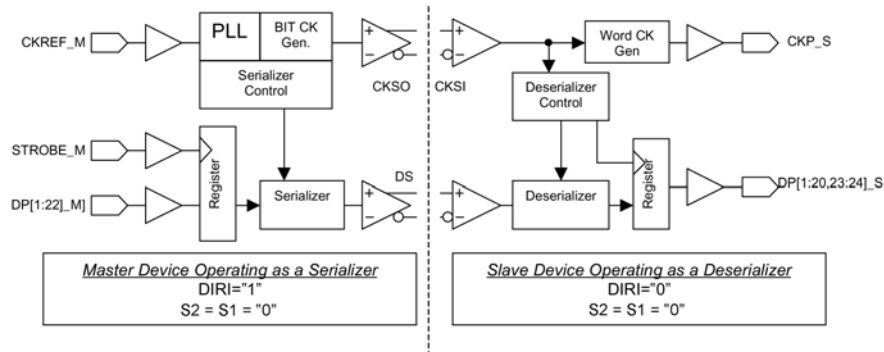 CKREF_M
PLL
BIT CK
Gen.
Serializer
Control
+
−
CKSO
STROBE_M
DP[1:22]_M]
Register
Serializer
DS
+
−
Master Device Operating as a Serializer
DIRI="1"
S2 = S1 = "0"
+
−
CKSI
Word CK
Gen
CKP_S
Deserializer
Control
+
−
Deserializer
Register
DP[1:20,23:24]_S
Slave Device Operating as a Deserializer
DIRI="0"
S2 = S1 = "0"